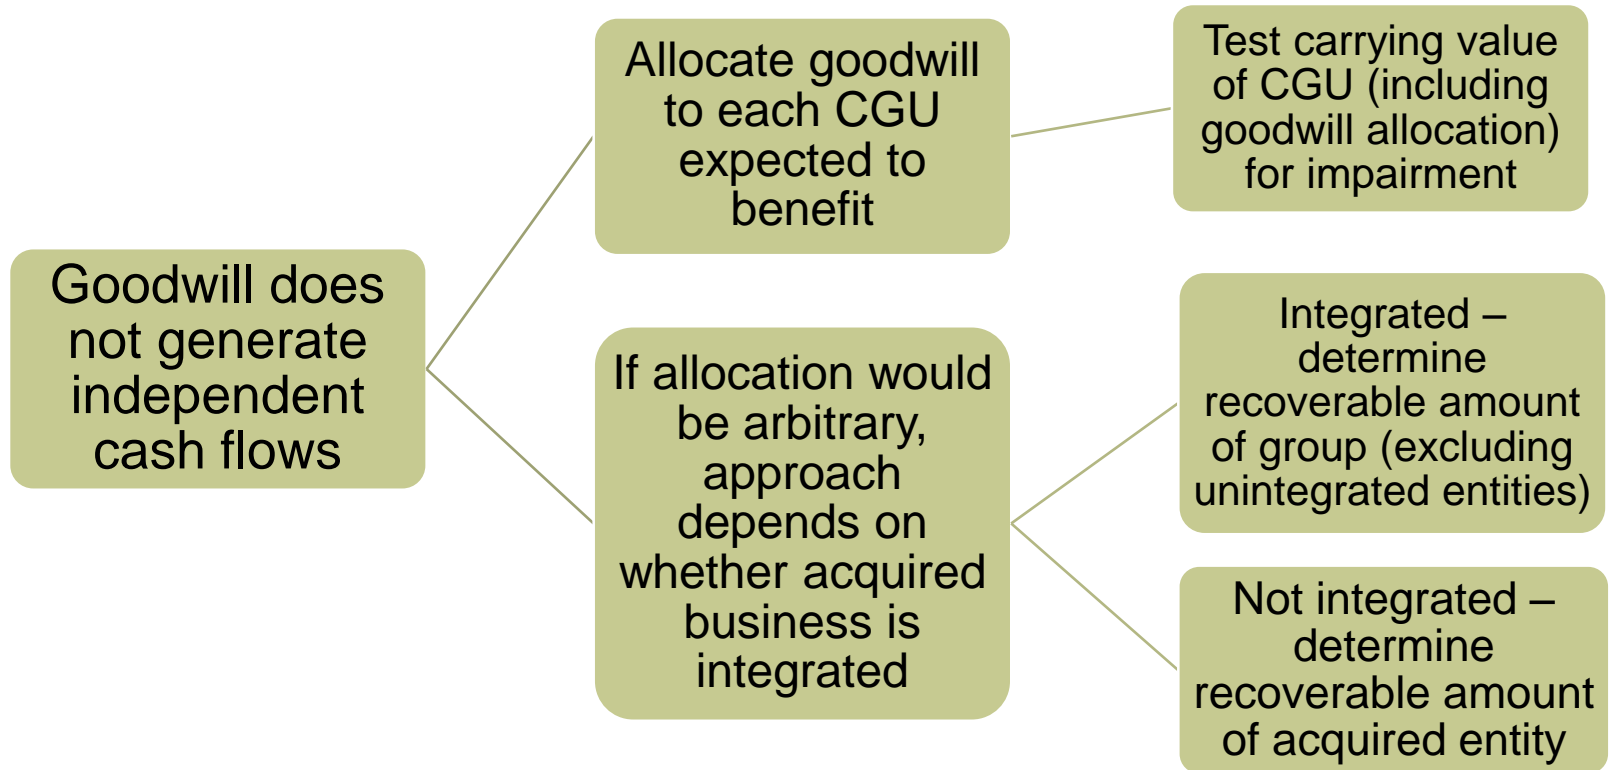 Goodwill does
not generate
independent
cash flows
Allocate goodwill
to each CGU
expected to
benefit
Test carrying value
of CGU (including
goodwill allocation)
for impairment
If allocation would
be arbitrary,
approach
depends on
whether acquired
business is
integrated
Integrated –
determine
recoverable amount
of group (excluding
unintegrated entities)
Not integrated –
determine
recoverable amount
of acquired entity